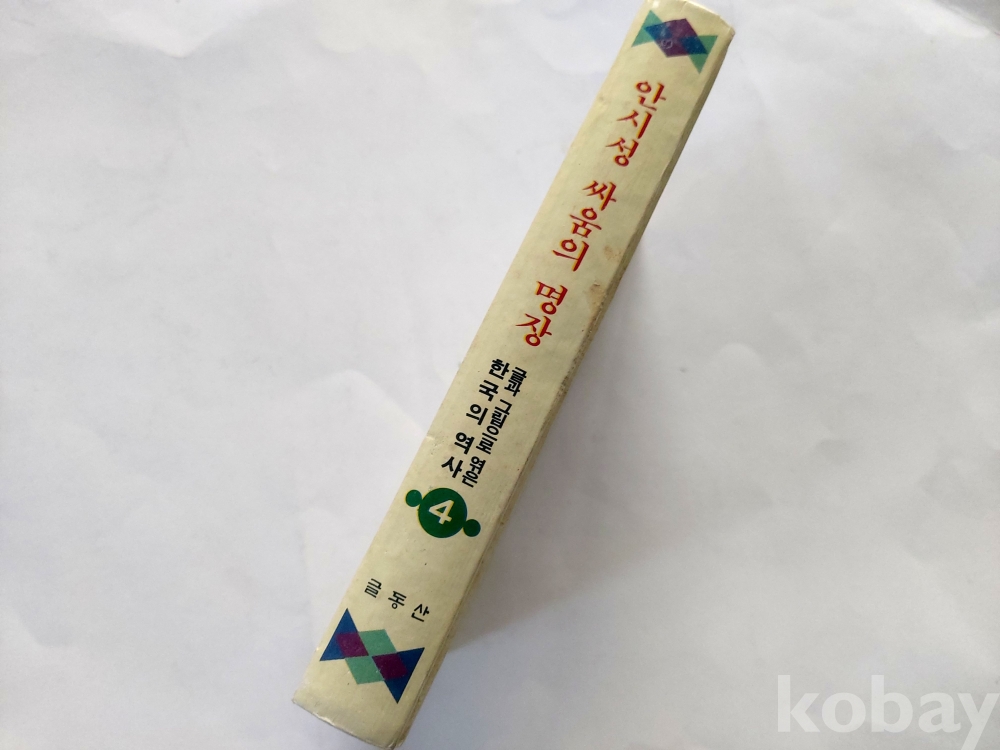 안시성 싸움의 명장
글과 그림으로 엮은
한국의 역사
4
글동산
kobay